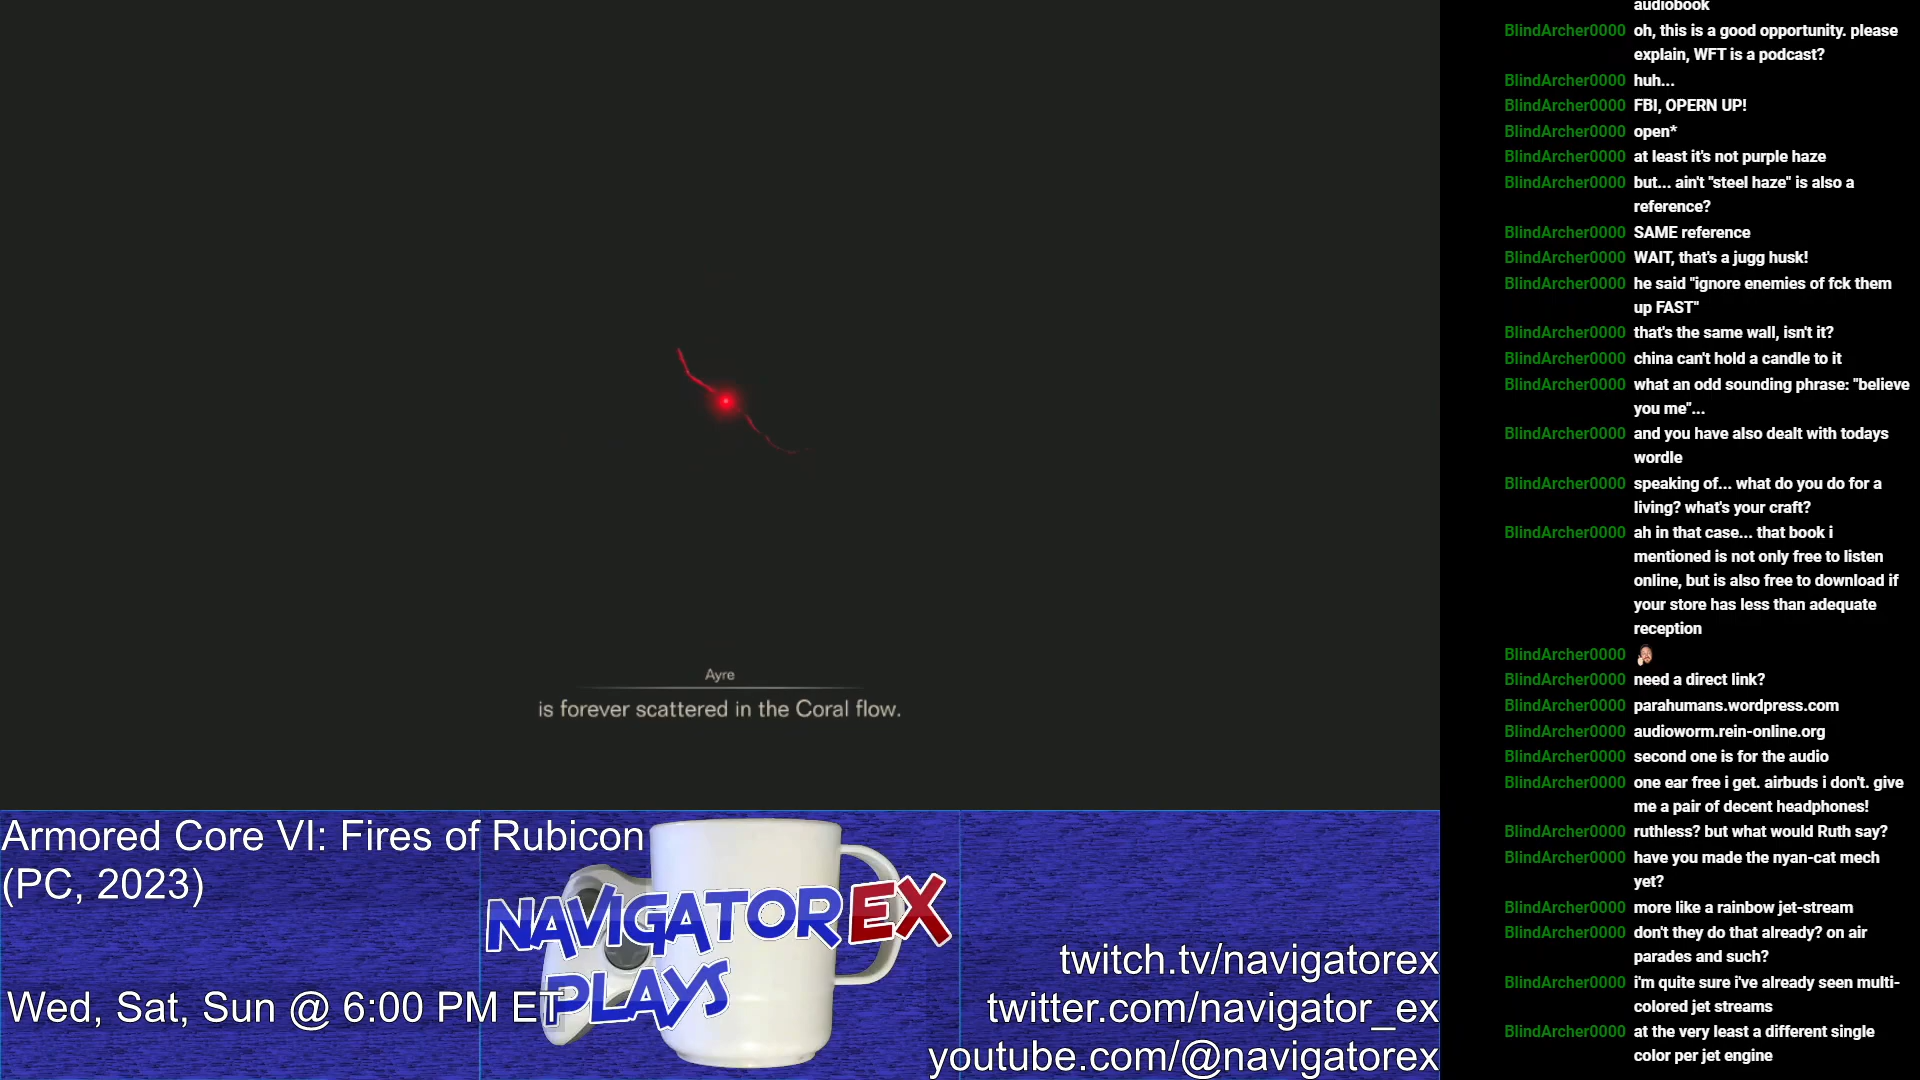 Ayre
is forever scattered in the Coral flow.
Armored Core VI: Fires of Rubicon
(PC, 2023)
Wed, Sat, Sun @ 6:00 PM ET
NAVIGATOREX
PLAYS
twitch.tv/navigatorex
twitter.com/navigator_ex
youtube.com/@navigatorex
audiobook
BlindArcher0000 oh, this is a good opportunity. please
explain, WFT is a podcast?
BlindArcher0000 huh...
BlindArcher0000 FBI, OPERN UP!
BlindArcher0000 open*
BlindArcher0000 at least it's not purple haze
BlindArcher0000 but... ain't "steel haze" is also a
reference?
BlindArcher0000 SAME reference
BlindArcher0000 WAIT, that's a jugg husk!
BlindArcher0000 he said "ignore enemies of fck them
up FAST"
BlindArcher0000 that's the same wall, isn't it?
BlindArcher0000 china can't hold a candle to it
BlindArcher0000 what an odd sounding phrase: "believe
you me"...
BlindArcher0000 and you have also dealt with todays
wordle
BlindArcher0000 speaking of... what do you do for a
living? what's your craft?
BlindArcher0000 ah in that case... that book i
mentioned is not only free to listen
online, but is also free to download if
your store has less than adequate
reception
BlindArcher0000
BlindArcher0000 need a direct link?
BlindArcher0000 parahumans.wordpress.com
BlindArcher0000 audioworm.rein-online.org
BlindArcher0000 second one is for the audio
BlindArcher0000 one ear free i get. airbuds i don't. give
me a pair of decent headphones!
BlindArcher0000 ruthless? but what would Ruth say?
BlindArcher0000 have you made the nyan-cat mech
yet?
BlindArcher0000 more like a rainbow jet-stream
BlindArcher0000 don't they do that already? on air
parades and such?
BlindArcher0000 i'm quite sure i've already seen multi-
colored jet streams
BlindArcher0000 at the very least a different single
color per jet engine